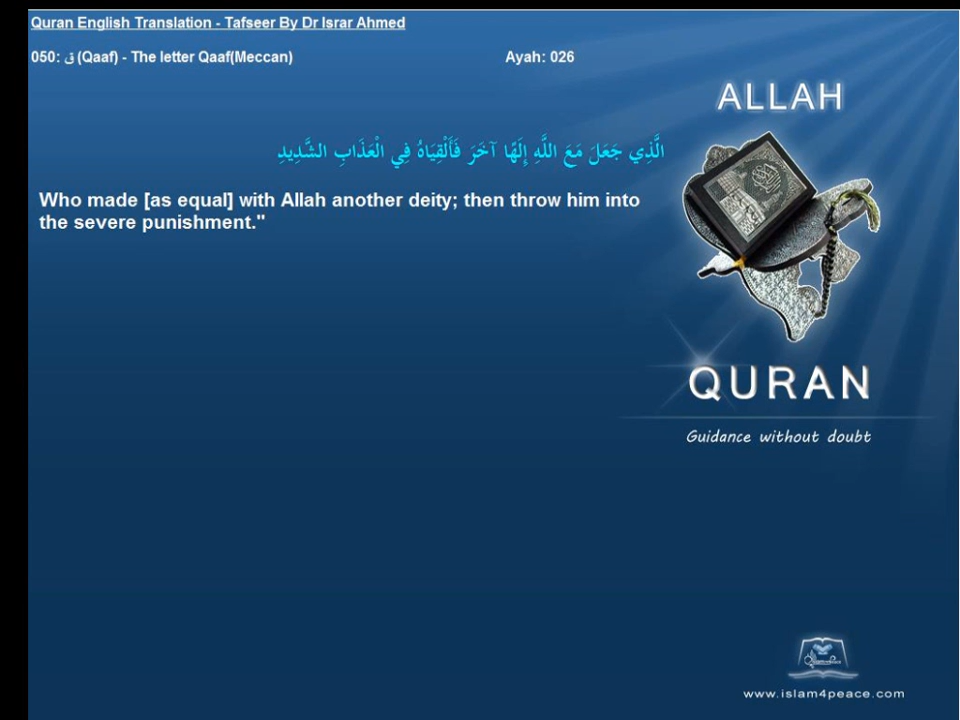 Quran English Translation - Tafseer By Dr Israr Ahmed
050: ق (Qaaf) - The letter Qaaf(Meccan) Ayah: 026
ALLAH
الَّذِي جَعَلَ مَعَ اللَّهِ إِلَٰهًا آخَرَ فَأَلْقِيَاهُ فِي الْعَذَابِ الشَّدِيدِ
Who made [as equal] with Allah another deity; then throw him into
the severe punishment."
QURAN
Guidance without doubt
www.islam4peace.com